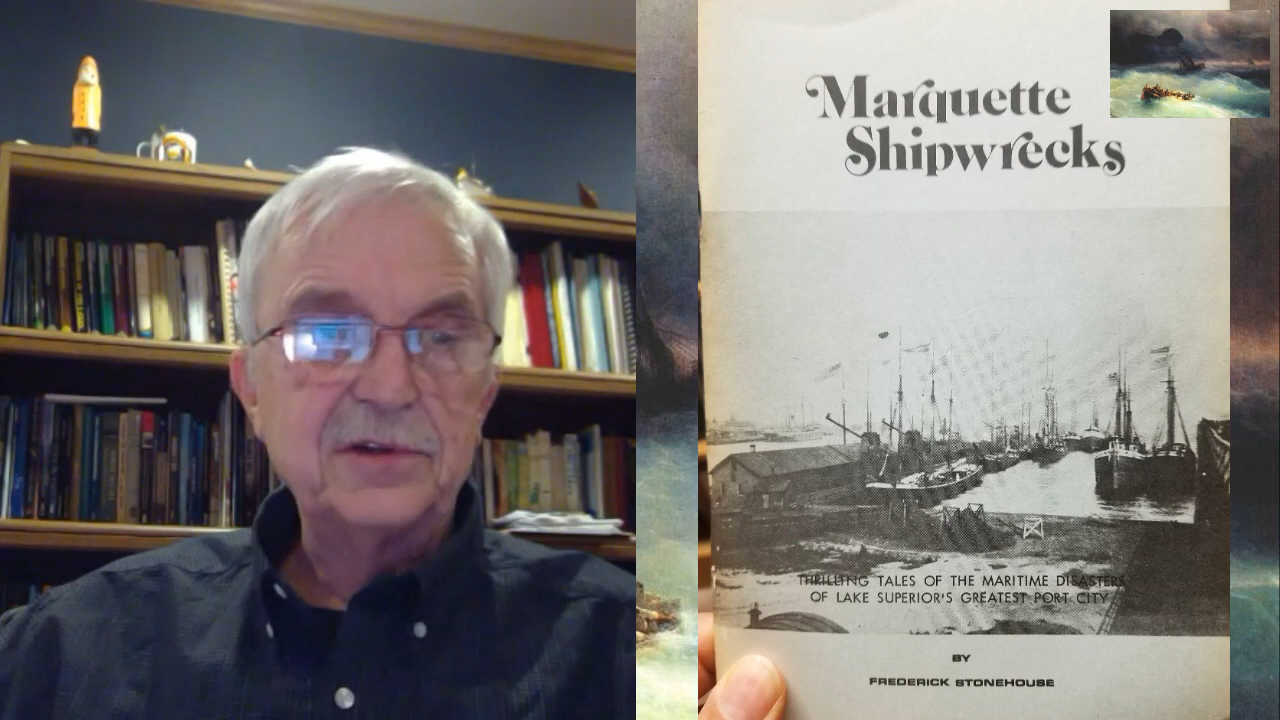 Marquette
Shipwrecks
THRILLING TALES OF THE MARITIME DISASTERS
OF LAKE SUPERIOR'S GREATEST PORT CITY
BY
FREDERICK STONEHOUSE